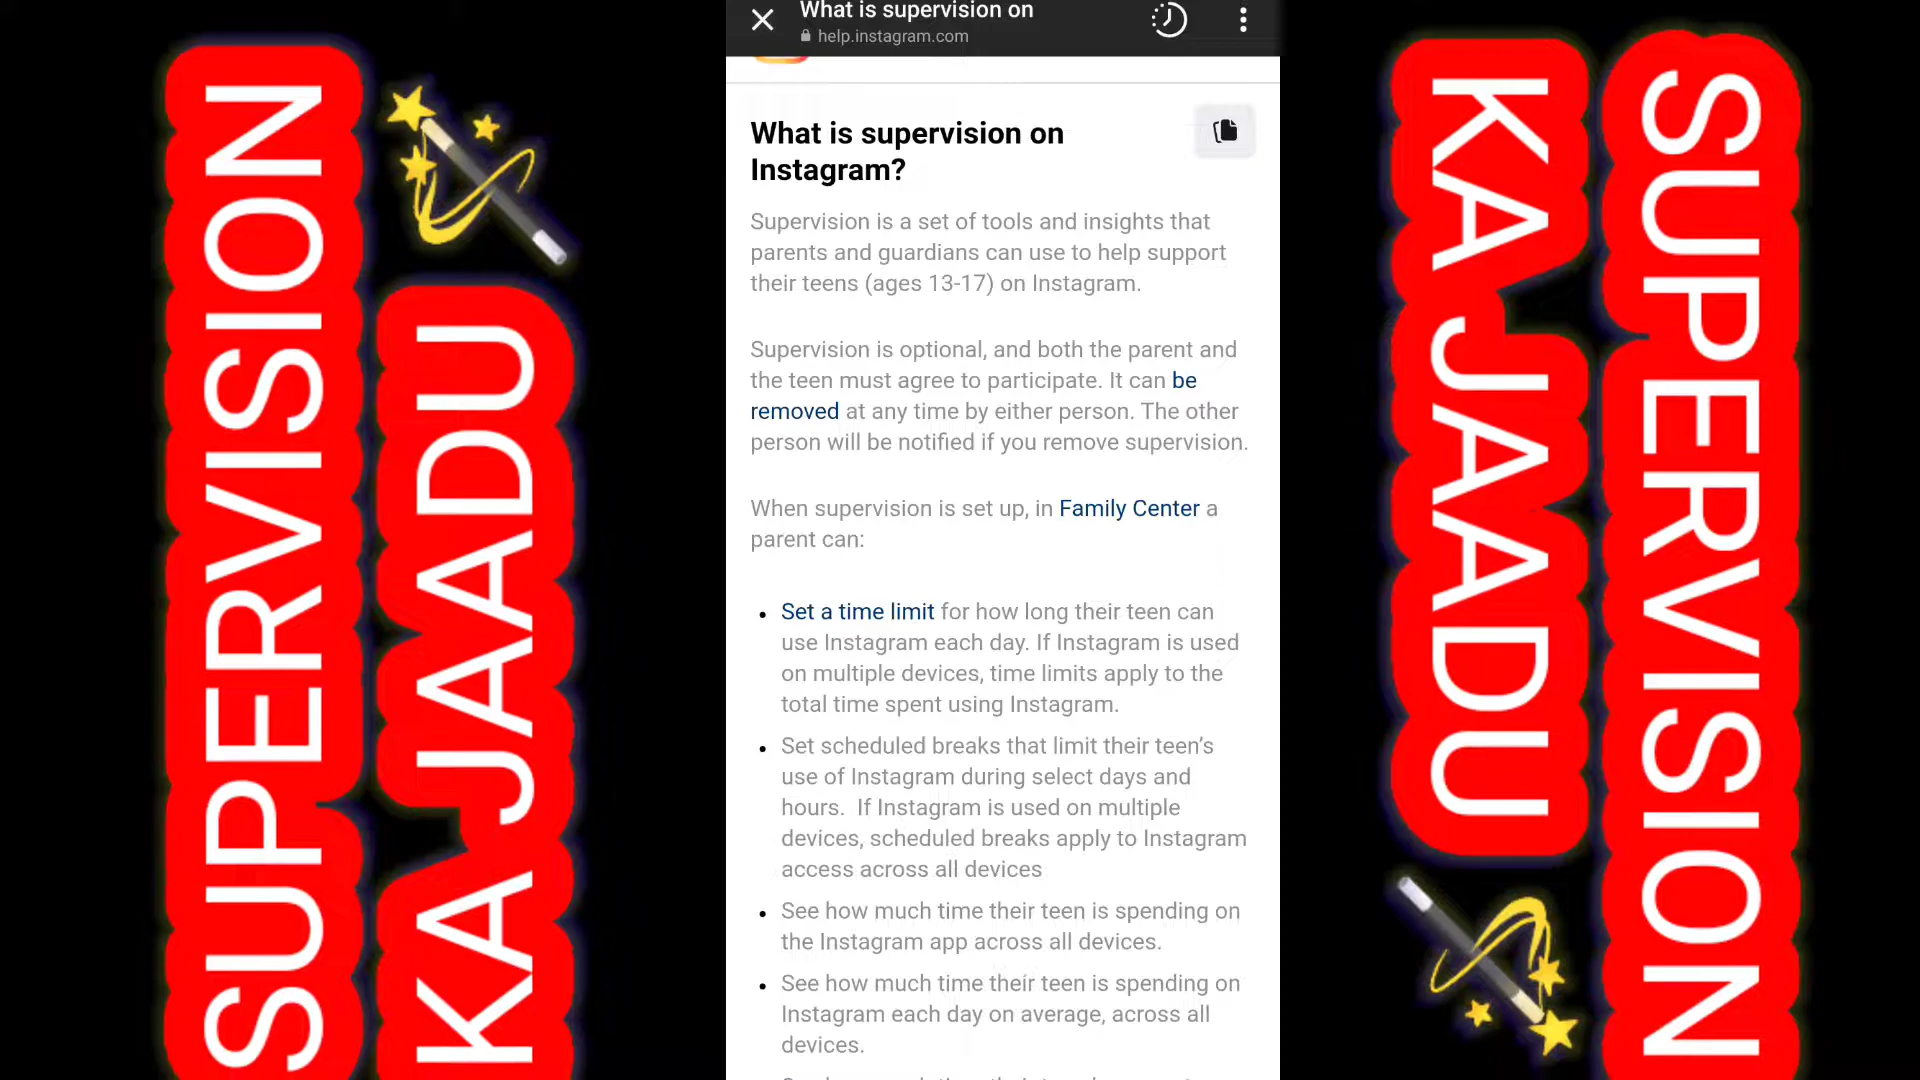 SUPERVISION
KA JAADU
What is supervision on
help.instagram.com
What is supervision on
Instagram?
Supervision is a set of tools and insights that
parents and guardians can use to help support
their teens (ages 13-17) on Instagram.
Supervision is optional, and both the parent and
the teen must agree to participate. It can be
removed at any time by either person. The other
person will be notified if you remove supervision.
When supervision is set up, in Family Center a
parent can:
• Set a time limit for how long their teen can
use Instagram each day. If Instagram is used
on multiple devices, time limits apply to the
total time spent using Instagram.
• Set scheduled breaks that limit their teen’s
use of Instagram during select days and
hours. If Instagram is used on multiple
devices, scheduled breaks apply to Instagram
access across all devices
• See how much time their teen is spending on
the Instagram app across all devices.
• See how much time their teen is spending on
Instagram each day on average, across all
devices.
SUPERVISION
KA JAADU